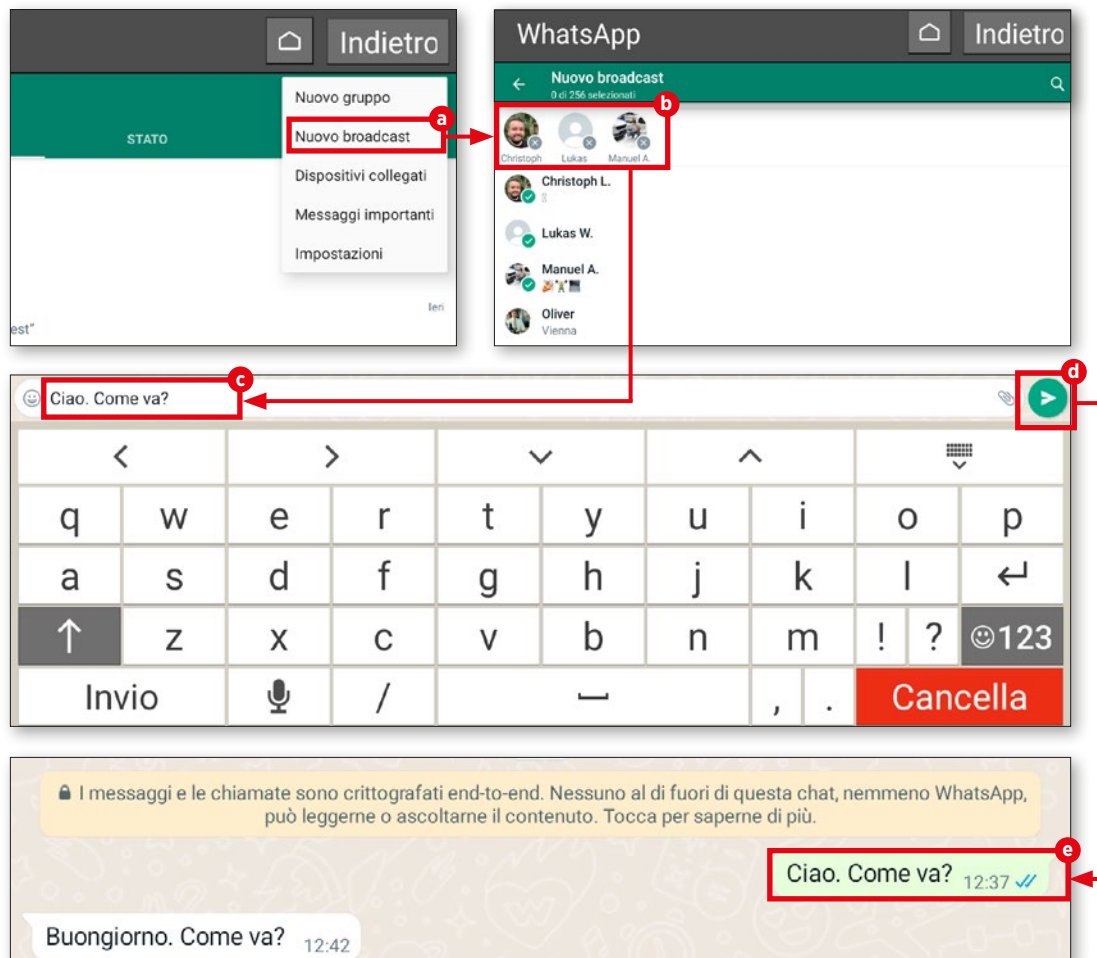 Indietro
Nuovo gruppo
a
Nuovo broadcast
STATO
Dispositivi collegati
Messaggi importanti
Impostazioni
Ieri
est"
WhatsApp
Indietro
Nuovo broadcast
0 di 256 selezionati
b
Christoph Lukas Manuel A.
Christoph L.
Lukas W.
Manuel A.
Oliver
Vienna
c
d
Ciao. Come va?
q w e r t y u i o p
a s d f g h j k l
z x c v b n m ! ? 123
Invio / , . Cancella
I messaggi e le chiamate sono crittografati end-to-end. Nessuno al di fuori di questa chat, nemmeno WhatsApp,
può leggerne o ascoltarne il contenuto. Tocca per saperne di più.
e
Ciao. Come va? 12:37
Buongiorno. Come va? 12:42